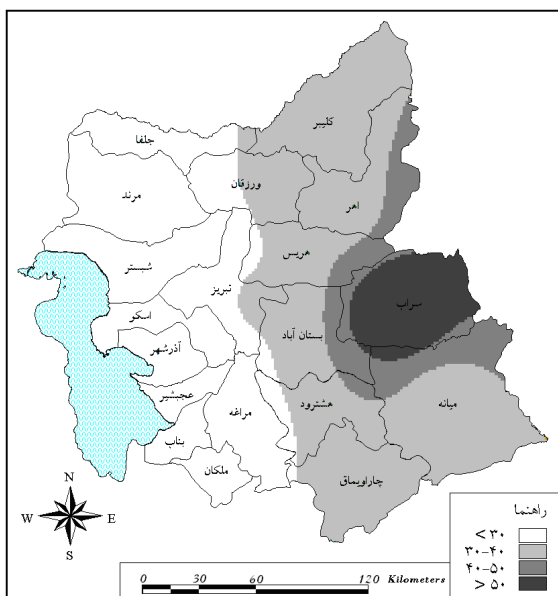 کلیبر
جلفا
مرند
ورزقان
اهر
هریس
شبستر
تبریز
سراب
اسکو
بستان آباد
آذرشهر
عجبشیر
میانه
هشترود
مراغه
بناب
ملکان
چاراویماق
N
W E
S
راهنما
< ۳۰
۳۰-۴۰
۴۰-۵۰
> ۵۰
0 30 60 120 Kilometers